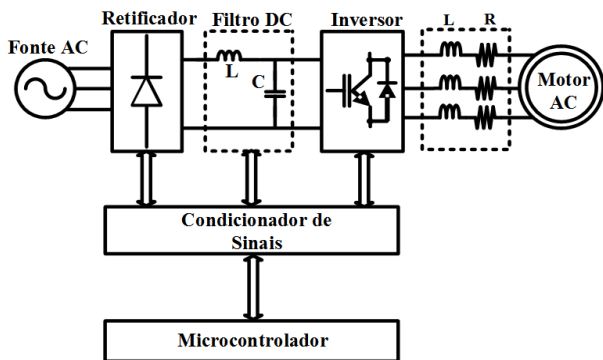 Retificador
Filtro DC
Inversor
L
R
Fonte AC
L
C
Motor
AC
Condicionador de
Sinais
Microcontrolador